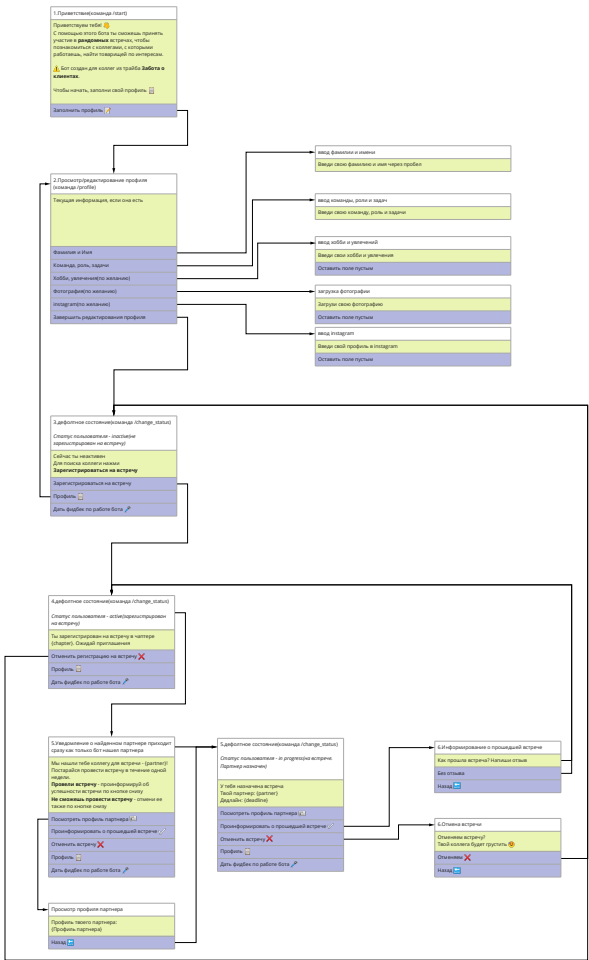 1.Приветствие(команда /start)
Приветствуем тебя! 👋
С помощью этого бота ты сможешь принять
участие в рандомных встречах, чтобы
познакомиться с коллегами, с которыми
работаешь, найти товарищей по интересам.
⚠️ Бот создан для коллег из трайба Забота о
клиентах.
Чтобы начать, заполни свой профиль
Заполнить профиль
2.Просмотр/редактирование профиля
(команда /profile)
Текущая информация, если она есть
Фамилия и Имя
Команда, роль, задачи
Хобби, увлечения(по желанию)
Фотография(по желанию)
Instagram(по желанию)
Завершить редактирование профиля
ввод фамилии и имени
Введи свою фамилию и имя через пробел
ввод команды, роли и задач
Введи свою команду, роль и задачи
ввод хобби и увлечений
Введи свои хобби и увлечения
Оставить поле пустым
загрузка фотографии
Загрузи свою фотографию
Оставить поле пустым
ввод instagram
Введи свой профиль в instagram
Оставить поле пустым
3.дефолтное состояние(команда /change_status)
Статус пользователя - inactive(не
зарегистрирован на встречу)
Сейчас ты неактивен
Для поиска коллеги нажми
Зарегистрироваться на встречу
Зарегистрироваться на встречу
Профиль
Дать фидбек по работе бота 🎤
4.дефолтное состояние(команда /change_status)
Статус пользователя - active(зарегистрирован
на встречу)
Ты зарегистрирован на встречу в чаптере
{chapter}. Ожидай приглашения
Отменить регистрацию на встречу ❌
Профиль
Дать фидбек по работе бота 🎤
5.Уведомление о найденном партнере приходит
сразу как только бот нашел партнера
Мы нашли тебе коллегу для встречи - {partner}!
Постарайся провести встречу в течение одной
недели.
Провели встречу - проинформируй об
успешности встречи по кнопке снизу
Не сможешь провести встречу - отмени ее
также по кнопке снизу
Посмотреть профиль партнера
Проинформировать о прошедшей встрече
Отменить встречу ❌
Профиль
Дать фидбек по работе бота 🎤
5.дефолтное состояние(команда /change_status)
Статус пользователя - in progress(на встрече.
Партнер назначен)
У тебя назначена встреча
Твой партнер: {partner}
Дедлайн: {deadline}
Посмотреть профиль партнера
Проинформировать о прошедшей встрече
Отменить встречу ❌
Профиль
Дать фидбек по работе бота 🎤
6.Информирование о прошедшей встрече
Как прошла встреча? Напиши отзыв
Без отзыва
Назад
6.Отмена встречи
Отменяем встречу?
Твой коллега будет грустить
Отменяем ❌
Назад
Просмотр профиля партнера
Профиль твоего партнера:
{Профиль партнера}
Назад